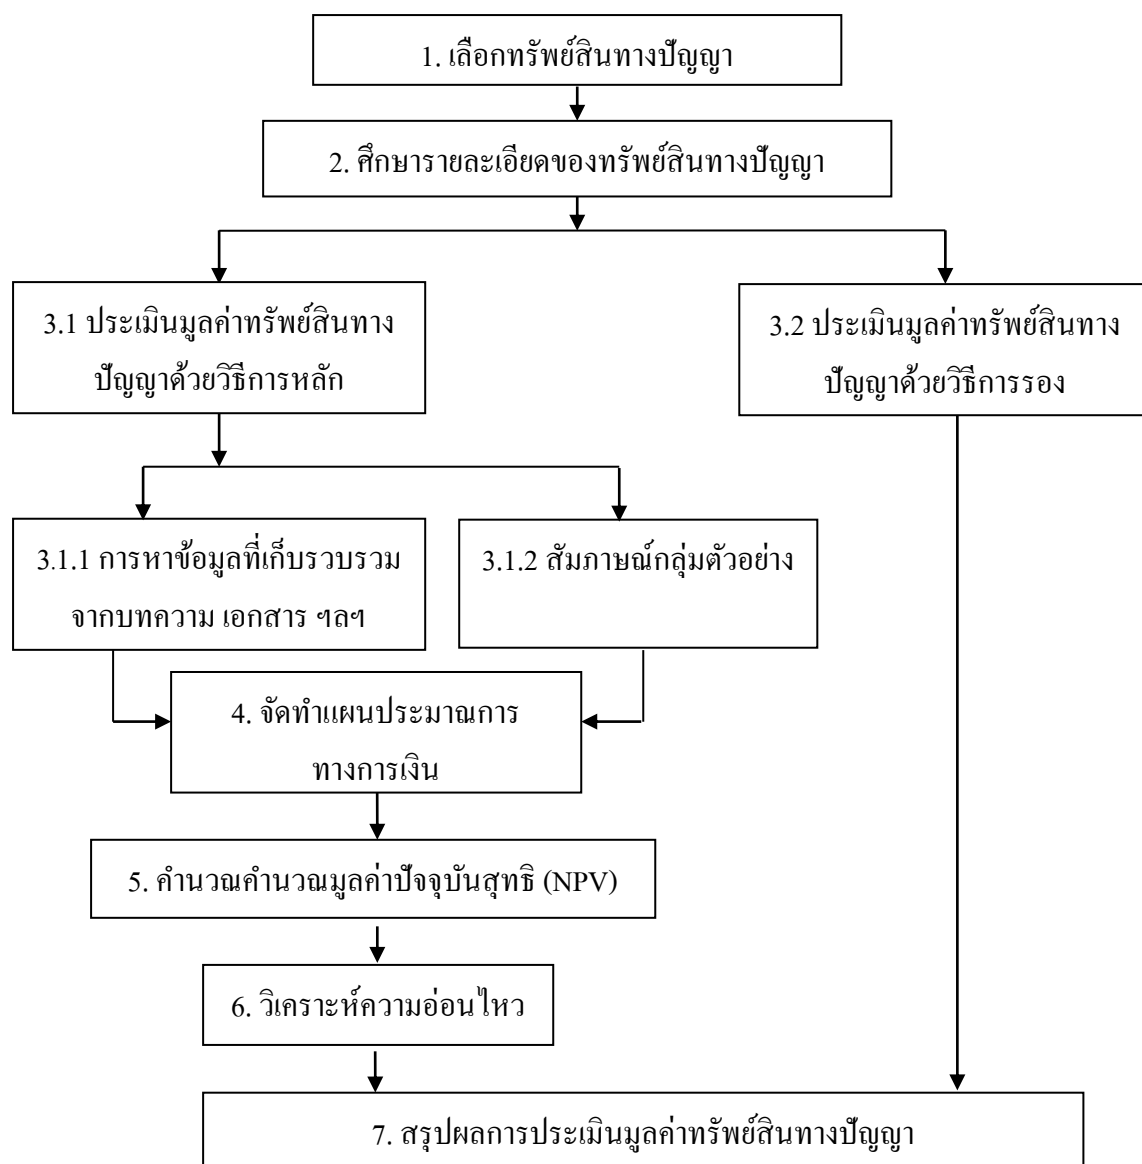 1. เลือกทรัพย์สินทางปัญญา
2. ศึกษารายละเอียดของทรัพย์สินทางปัญญา
3.1 ประเมินมูลค่าทรัพย์สินทาง
ปัญญาด้วยวิธีการหลัก
3.2 ประเมินมูลค่าทรัพย์สินทาง
ปัญญาด้วยวิธีการรอง
3.1.1 การหาข้อมูลที่เก็บรวบรวม
จากบทความ เอกสาร ฯลฯ
3.1.2 สัมภาษณ์กลุ่มตัวอย่าง
4. จัดทำแผนประมาณการ
ทางการเงิน
5. คำนวณคำนวณมูลค่าปัจจุบันสุทธิ (NPV)
6. วิเคราะห์ความอ่อนไหว
7. สรุปผลการประเมินมูลค่าทรัพย์สินทางปัญญา